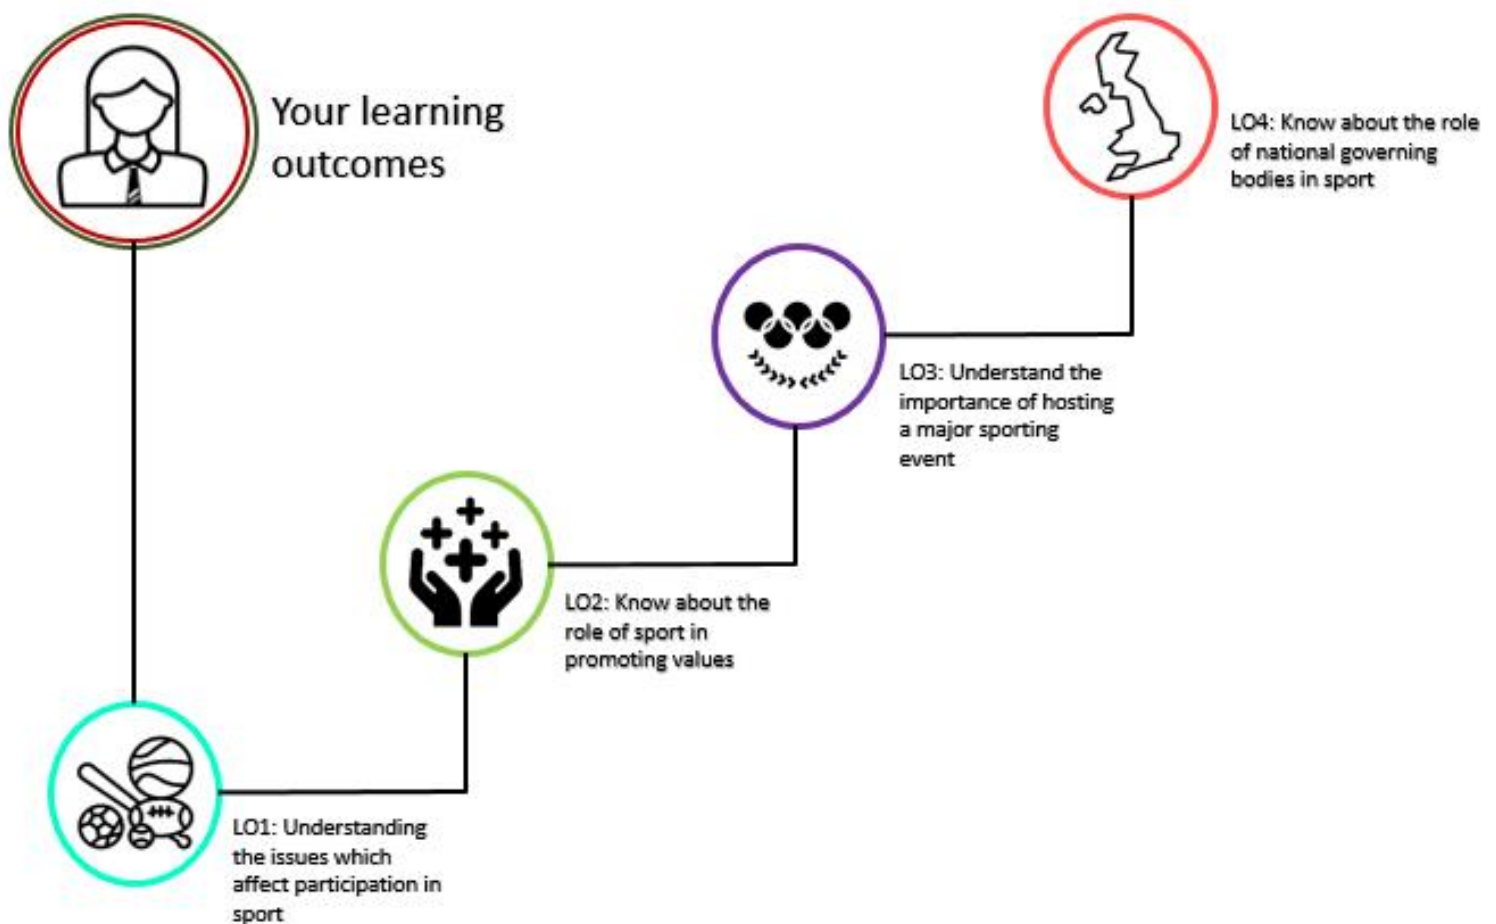 Your learning
outcomes
LO1: Understanding
the issues which
affect participation in
sport
LO2: Know about the
role of sport in
promoting values
LO3: Understand the
importance of hosting
a major sporting
event
LO4: Know about the role
of national governing
bodies in sport